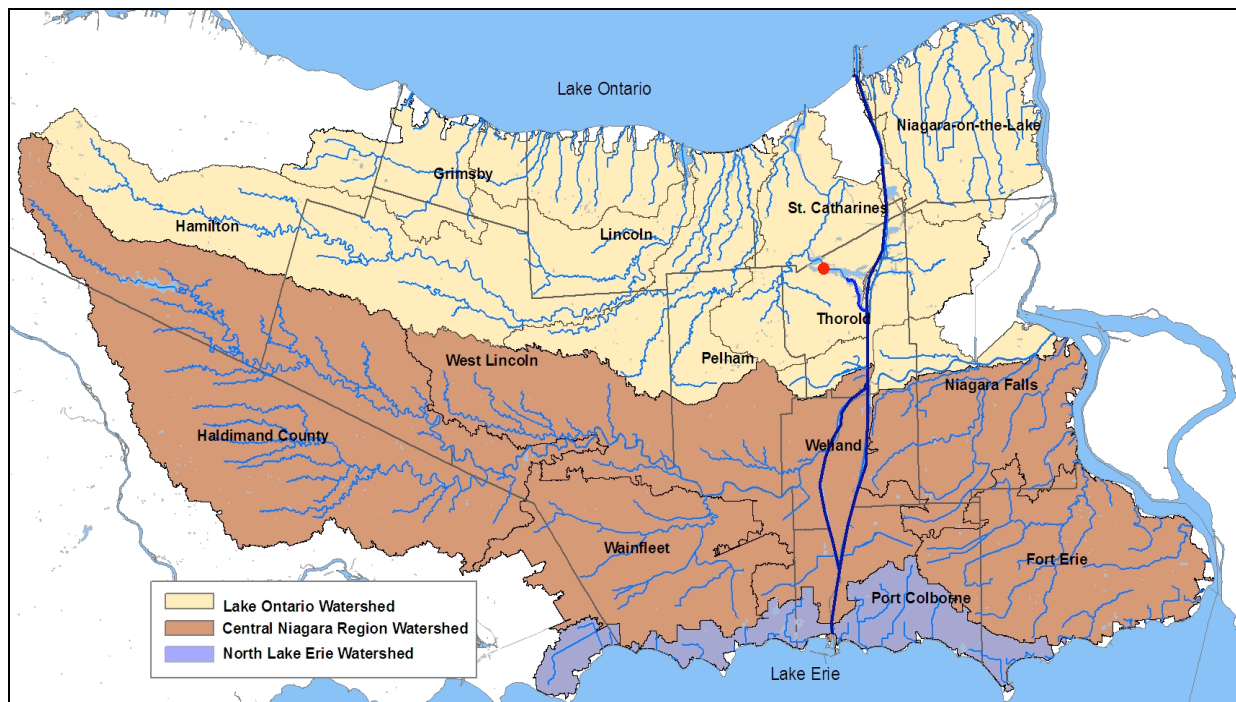 Lake Ontario
Niagara-on-the-Lake
Grimsby
St. Catharines
Hamilton
Lincoln
Thorold
West Lincoln
Pelham
Niagara Falls
Haldimand County
Welland
Wainfleet
Fort Erie
Port Colborne
Lake Ontario Watershed
Central Niagara Region Watershed
North Lake Erie Watershed
Lake Erie